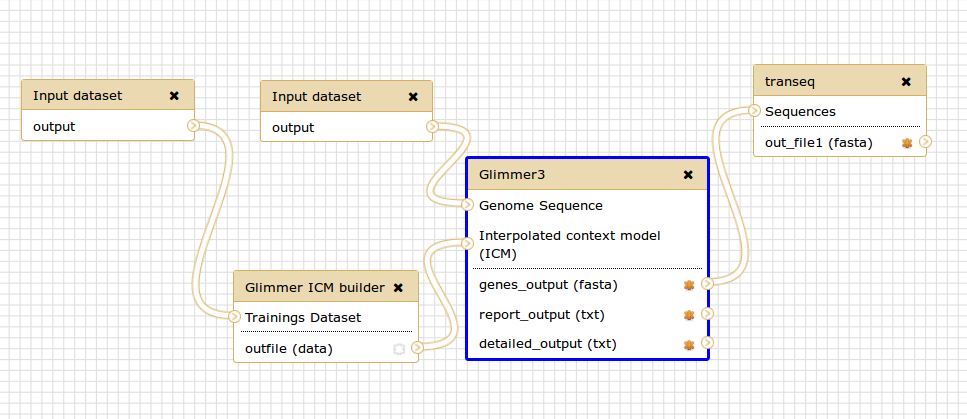 Input dataset
output
Input dataset
output
Glimmer ICM builder
Trainings Dataset
outfile (data)
Glimmer3
Genome Sequence
Interpolated context model
(ICM)
genes_output (fasta)
report_output (txt)
detailed_output (txt)
transeq
Sequences
out_file1 (fasta)